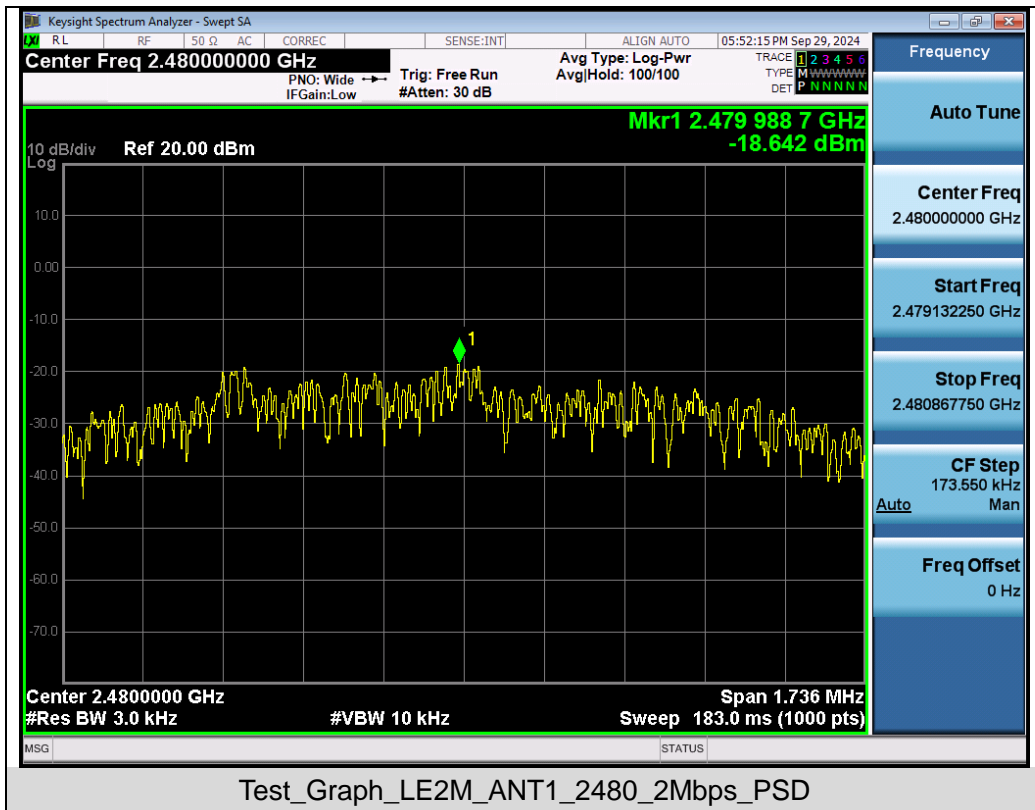 Keysight Spectrum Analyzer - Swept SA
LXI RL RF 50 Ω AC CORREC SENSE:INT ALIGN AUTO 05:52:15 PM Sep 29, 2024
Center Freq 2.480000000 GHz
PNO: Wide
IFGain:Low
Trig: Free Run
#Atten: 30 dB
Avg Type: Log-Pwr
Avg|Hold: 100/100
TRACE 1 2 3 4 5 6
TYPE M WWWWW
DET P N N N N N
Frequency
Mkr1 2.479 988 7 GHz
-18.642 dBm
10 dB/div Ref 20.00 dBm
Log
10.0
0.00
-10.0
-20.0
-30.0
-40.0
-50.0
-60.0
-70.0
1
Center 2.4800000 GHz Span 1.736 MHz
#Res BW 3.0 kHz #VBW 10 kHz Sweep 183.0 ms (1000 pts)
MSG STATUS
Auto Tune
Center Freq
2.480000000 GHz
Start Freq
2.479132250 GHz
Stop Freq
2.480867750 GHz
CF Step
173.550 kHz
Auto Man
Freq Offset
0 Hz
Test_Graph_LE2M_ANT1_2480_2Mbps_PSD